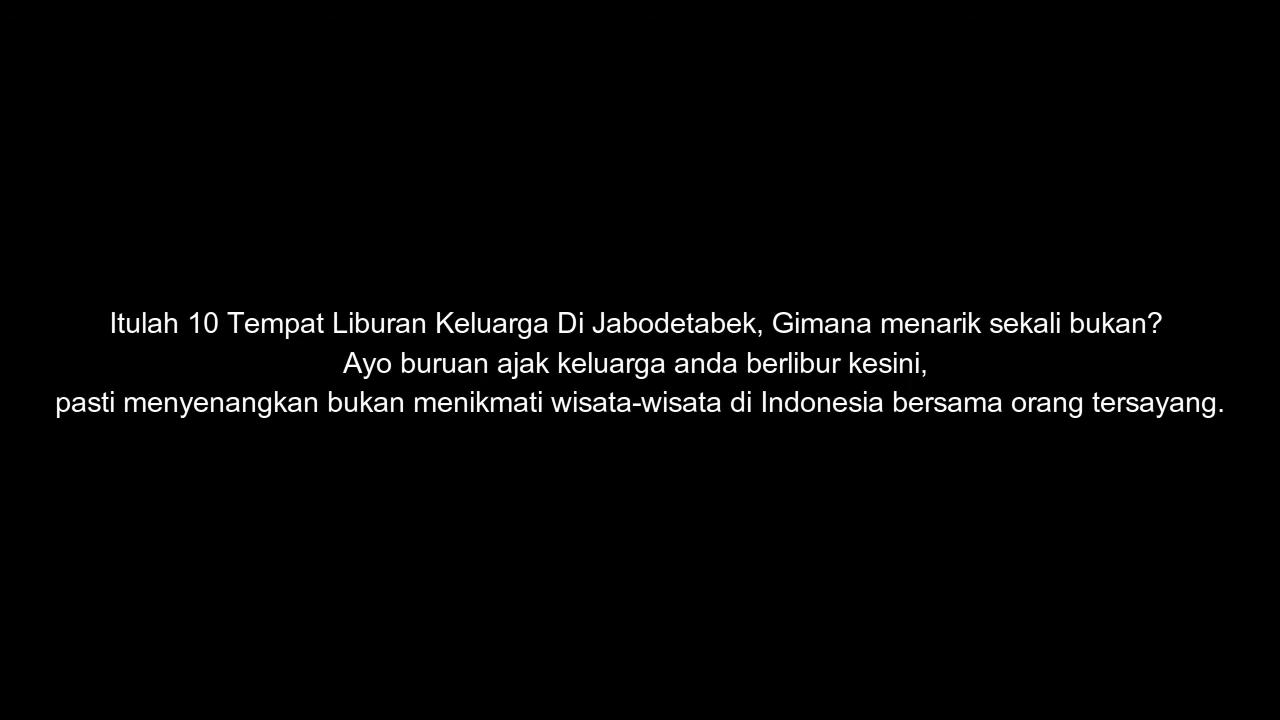 Itulah 10 Tempat Liburan Keluarga Di Jabodetabek, Gimana menarik sekali bukan?
Ayo buruan ajak keluarga anda berlibur kesini,
pasti menyenangkan bukan menikmati wisata-wisata di Indonesia bersama orang tersayang.